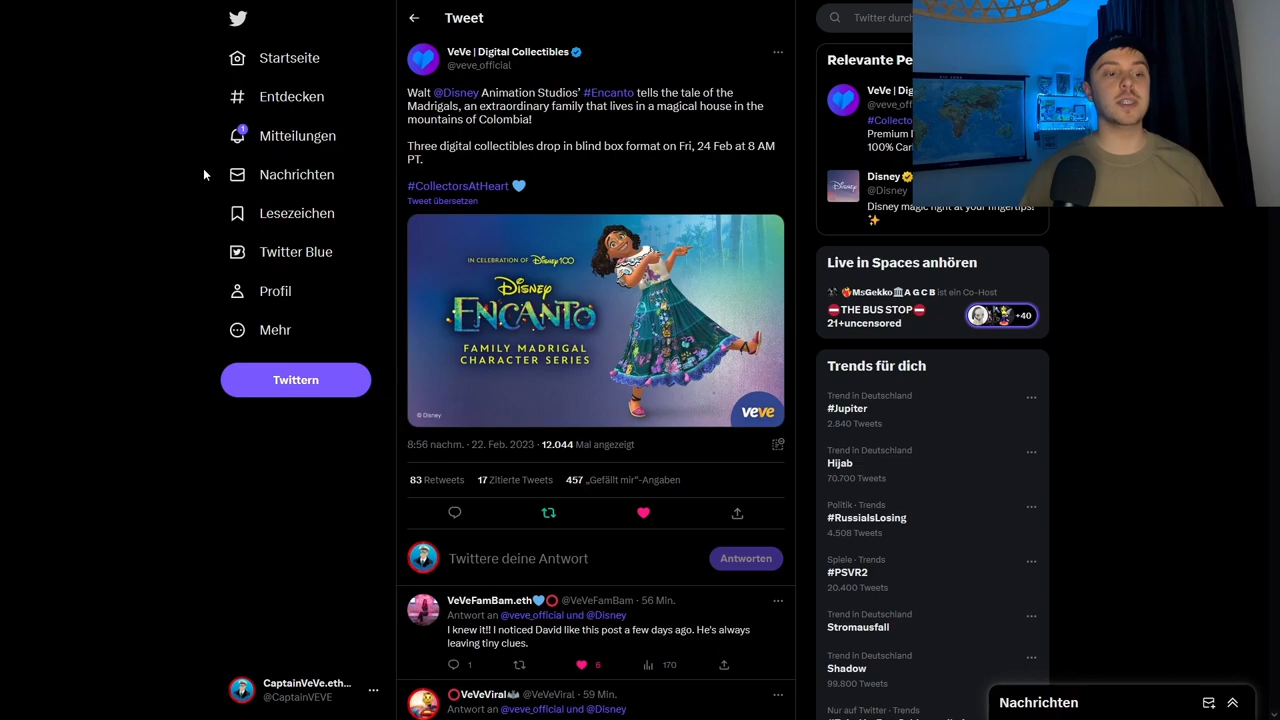 Startseite
Entdecken
1
Mitteilungen
Nachrichten
Lesezeichen
Twitter Blue
Profil
Mehr
Twittern
CaptainVeVe.eth...
@CaptainVEVE
Tweet
VeVe | Digital Collectibles
@veve_official
Walt @Disney Animation Studios' #Encanto tells the tale of the
Madrigals, an extraordinary family that lives in a magical house in the
mountains of Colombia!
Three digital collectibles drop in blind box format on Fri, 24 Feb at 8 AM
PT.
#CollectorsAtHeart 💙
Tweet übersetzen
IN CELEBRATION OF Disney100
Disney
ENCANTO
FAMILY MADRIGAL
CHARACTER SERIES
© Disney
veve
8:56 nachm. · 22. Feb. 2023 · 12.044 Mal angezeigt
83 Retweets 17 Zitierte Tweets 457 „Gefällt mir“-Angaben
Twittere deine Antwort
Antworten
VeVeFamBam.eth💙⭕ @VeVeFamBam · 56 Min.
Antwort an @veve_official und @Disney
I knew it!! I noticed David like this post a few days ago. He's always
leaving tiny clues.
1 6 170
⭕VeVeViral🦇 @VeVeViral · 59 Min.
Antwort an @veve_official und @Disney
Twitter durch
Relevante Pe
VeVe | Dig
@veve_off
#Collecto
Premium
100% Car
Disney
@Disney
Disney magic right at your fingertips!
✨
Live in Spaces anhören
MsGekko🏛A G C B ist ein Co-Host
⛔THE BUS STOP⛔
21+uncensored
+40
Trends für dich
Trend in Deutschland
#Jupiter
2.840 Tweets
Trend in Deutschland
Hijab
70.700 Tweets
Politik · Trends
#RussiaIsLosing
4.508 Tweets
Spiele · Trends
#PSVR2
20.400 Tweets
Trend in Deutschland
Stromausfall
Trend in Deutschland
Shadow
99.800 Tweets
Nur auf Twitter · Trends
Nachrichten